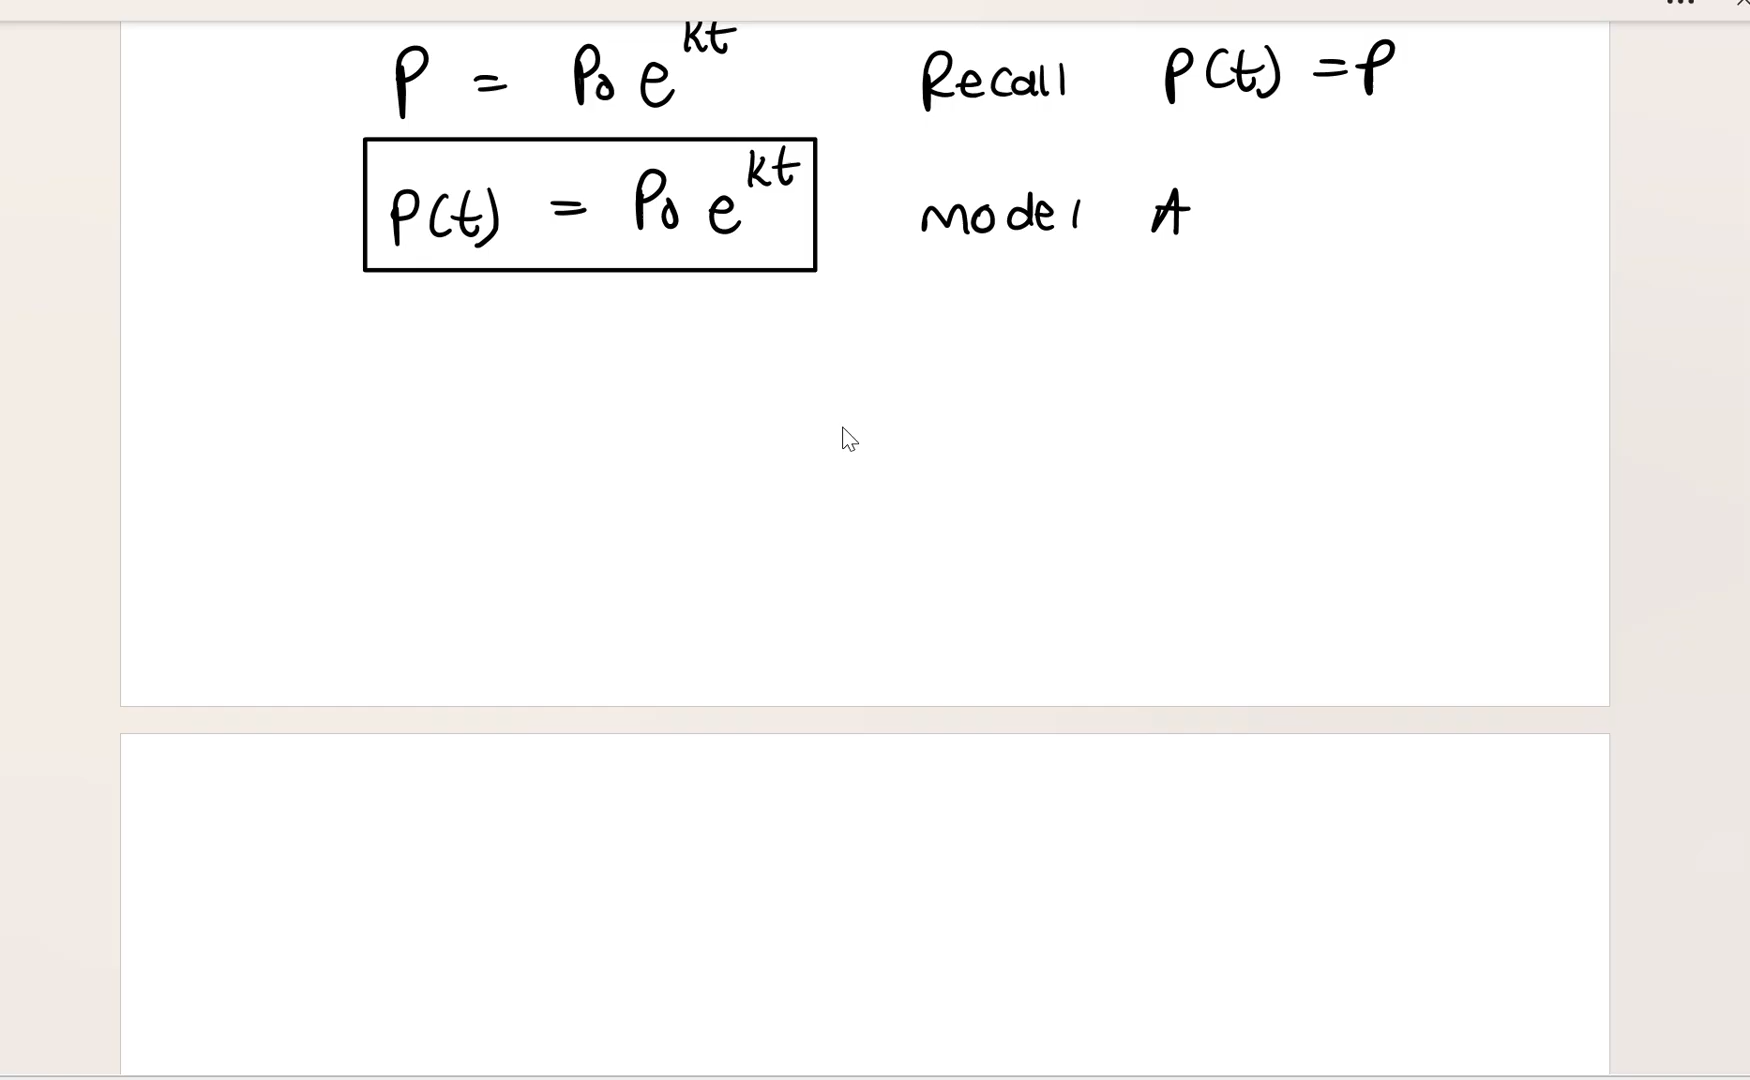 P = P₀ e^{kt} Recall P(t) = P
P(t) = P₀ e^{kt} model A